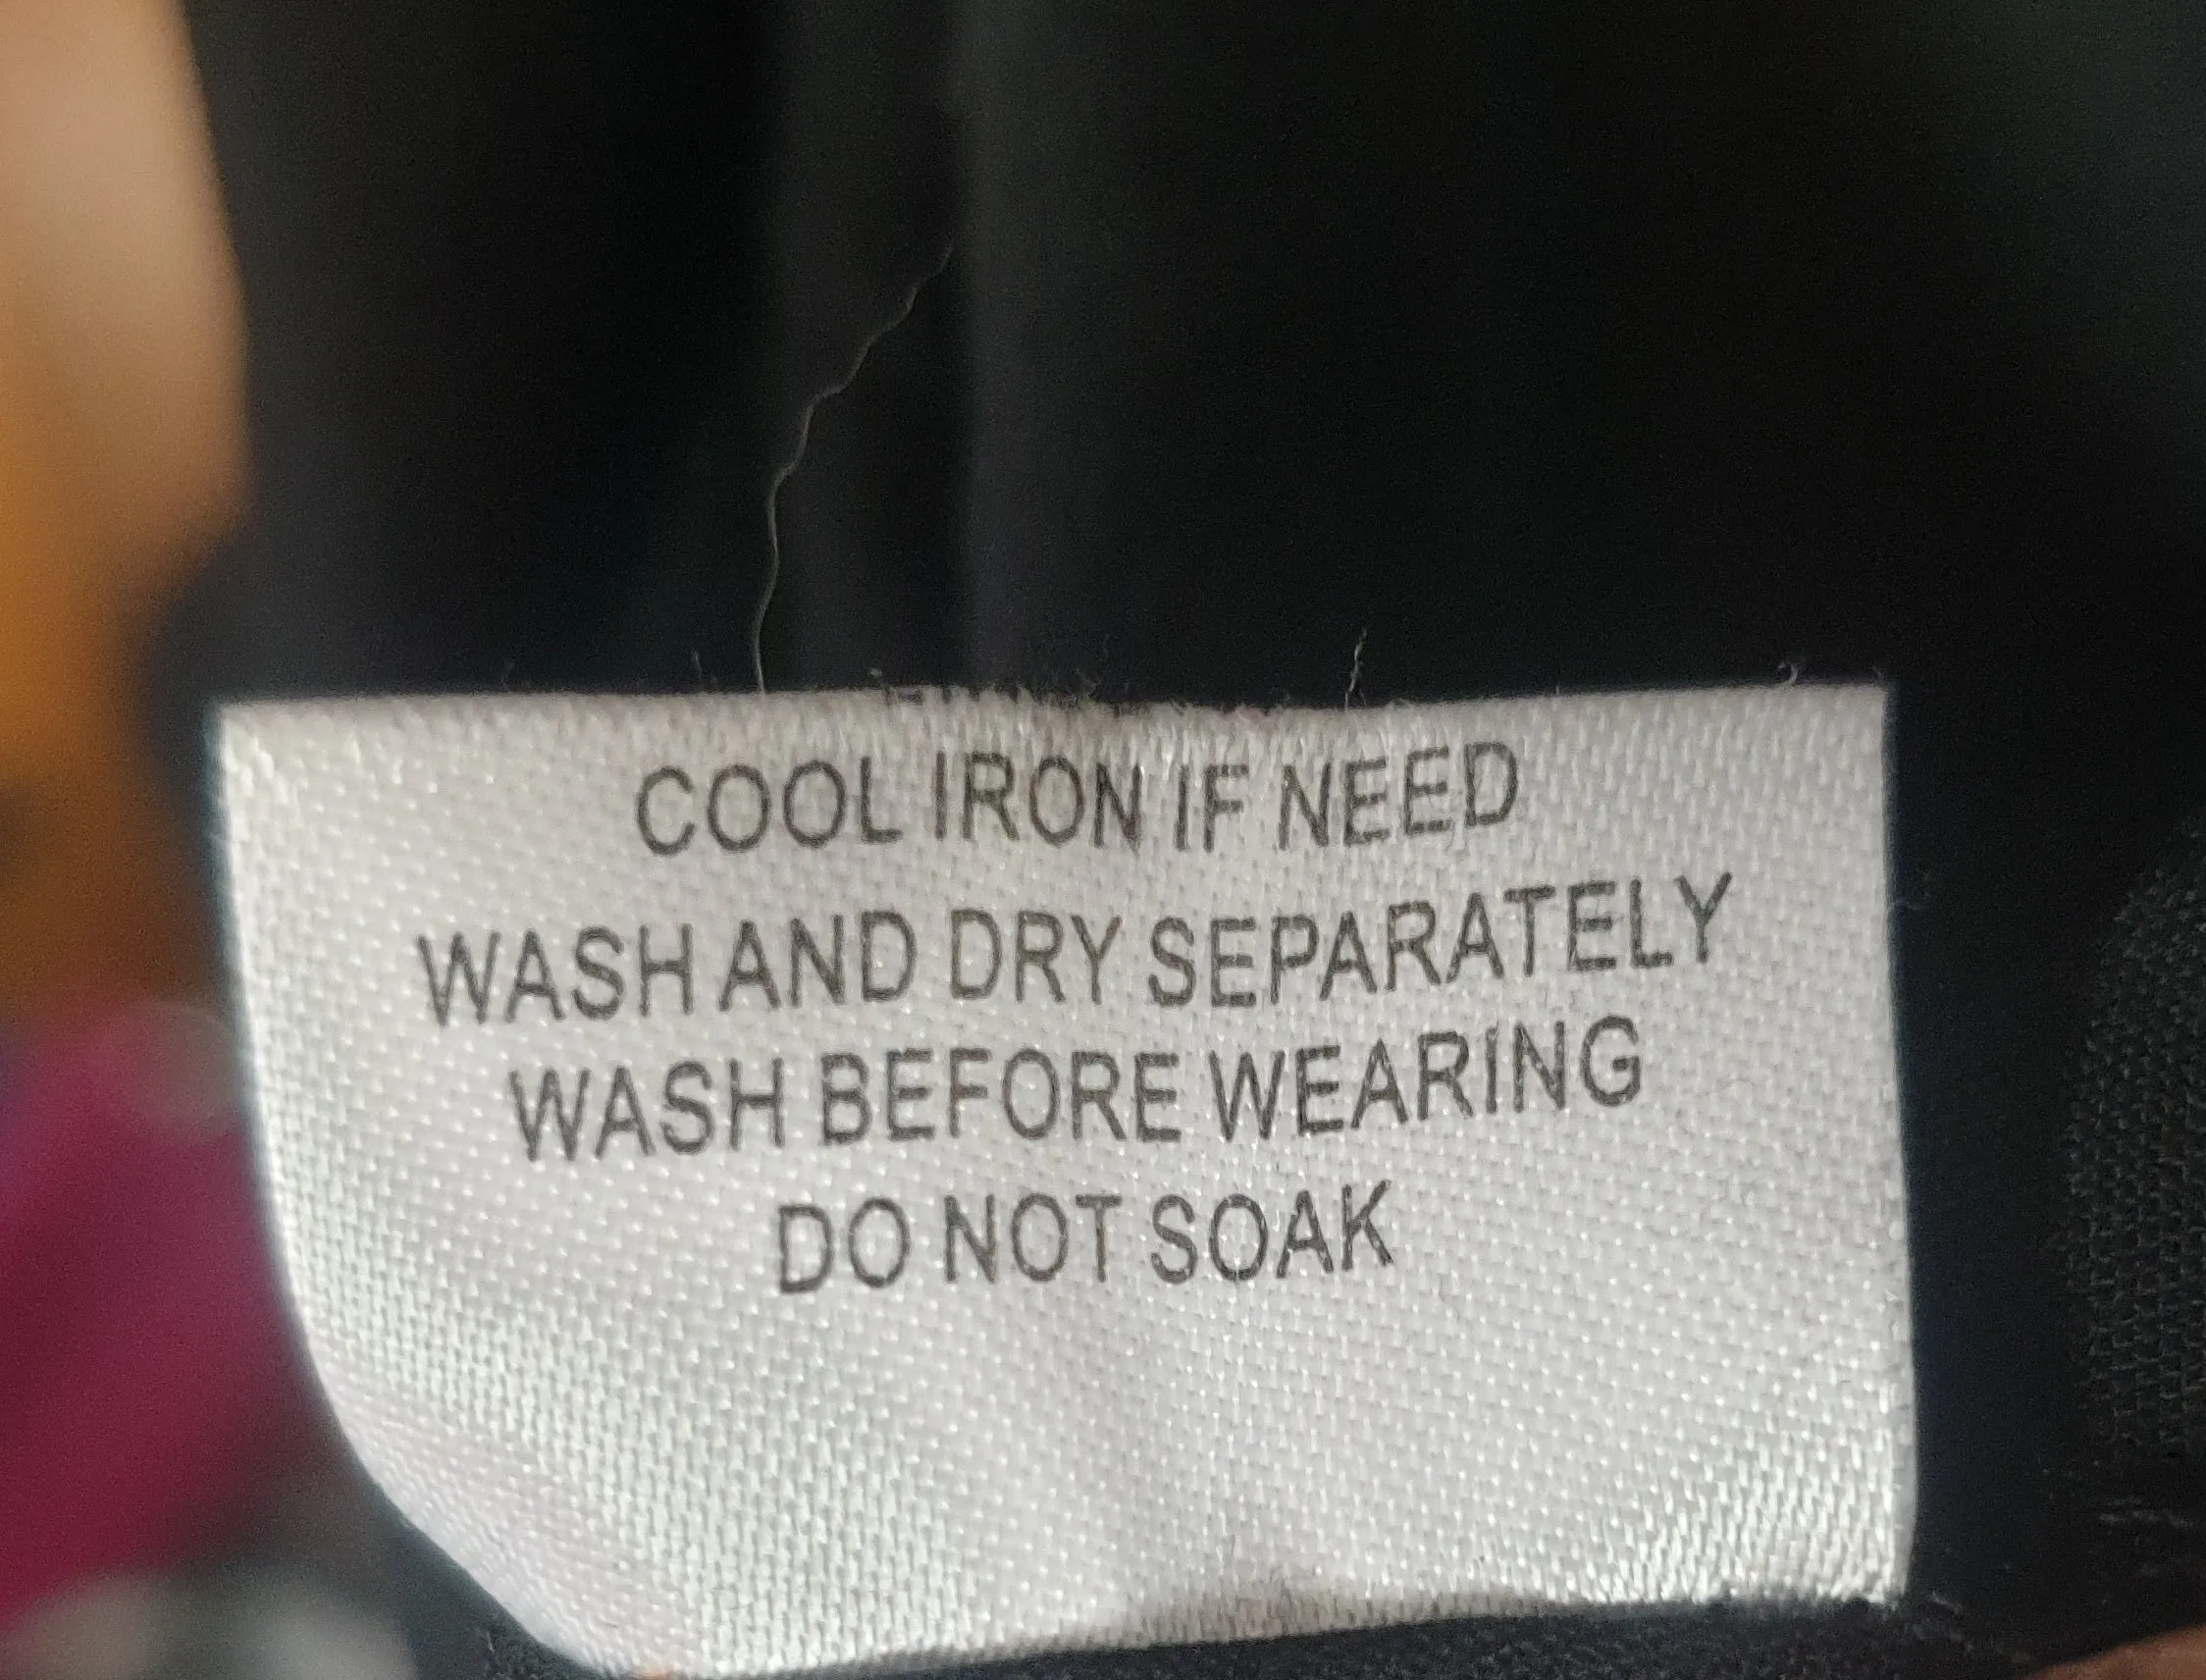 COOL IRON IF NEED
WASH AND DRY SEPARATELY
WASH BEFORE WEARING
DO NOT SOAK